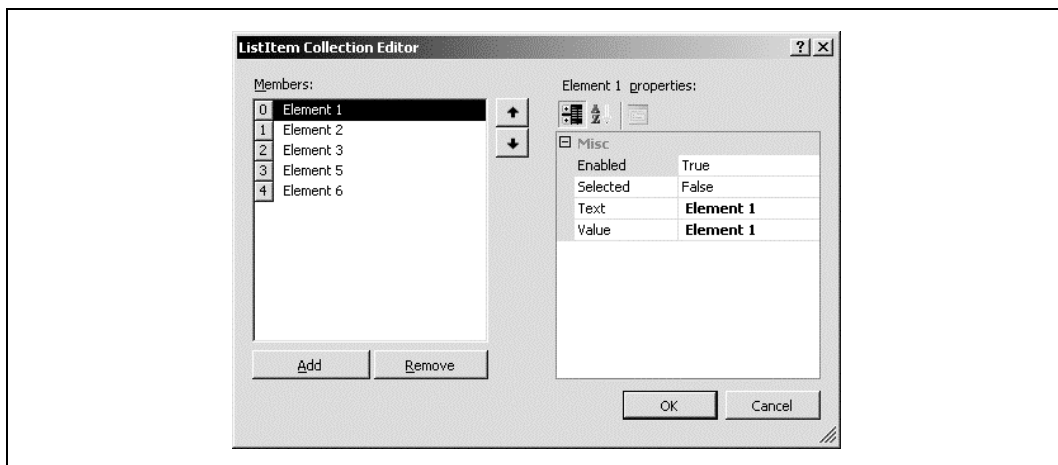 ListItem Collection Editor
?
Members:
0 Element 1
1 Element 2
2 Element 3
3 Element 5
4 Element 6
Add Remove
Element 1 properties:
A
Z
Misc
Enabled True
Selected False
Text Element 1
Value Element 1
OK Cancel